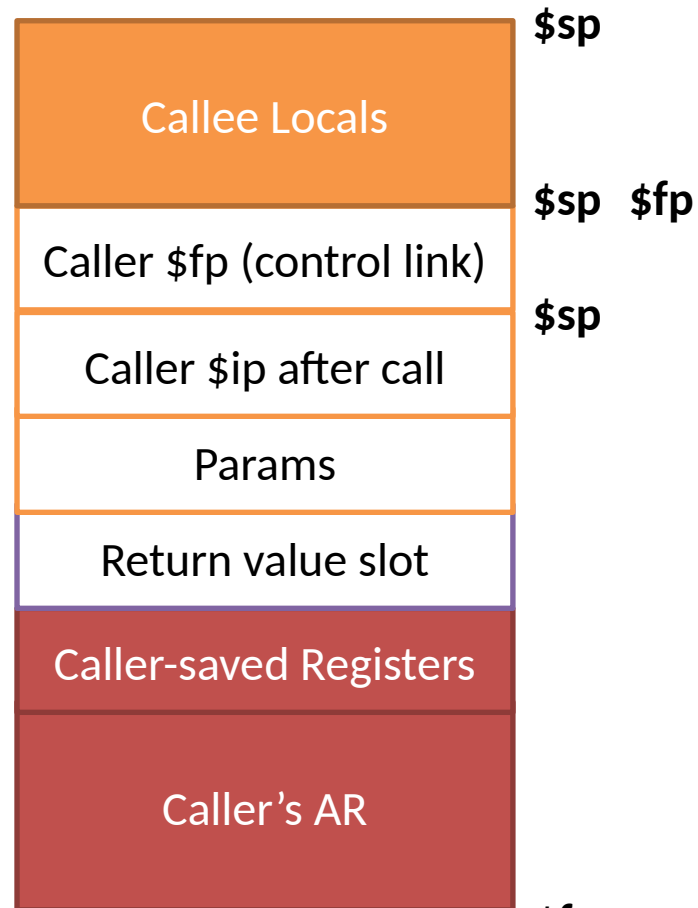 $sp
Callee Locals
$sp $fp
Caller $fp (control link)
$sp
Caller $ip after call
Params
Return value slot
Caller-saved Registers
Caller’s AR